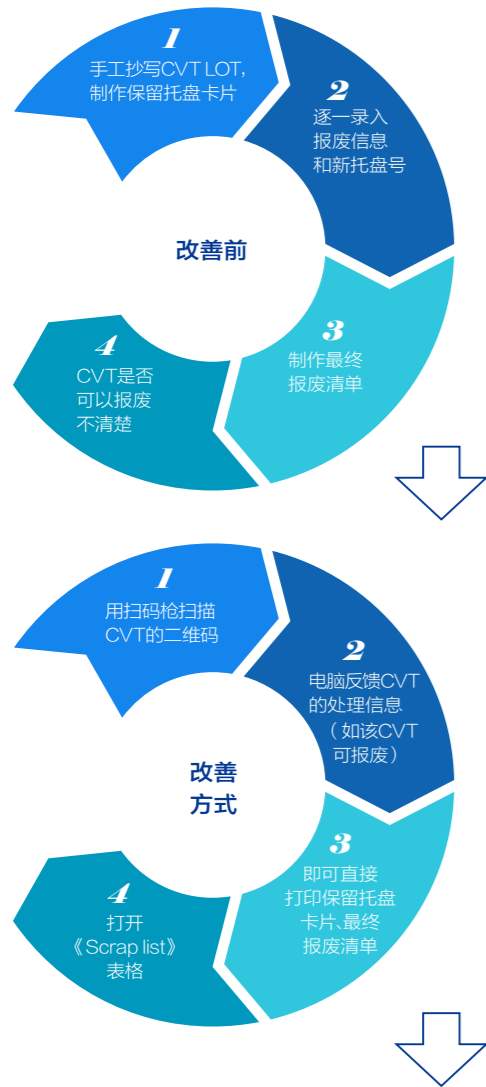 1
手工抄写CVT LOT,
制作保留托盘卡片
2
逐一录入
报废信息
和新托盘号
改善前
3
制作最终
报废清单
4
CVT是否
可以报废
不清楚
1
用扫码枪扫描
CVT的二维码
2
电脑反馈CVT
的处理信息
（如该CVT
可报废）
改善
方式
3
即可直接
打印保留托盘
卡片、最终
报废清单
4
打开
《Scrap list》
表格